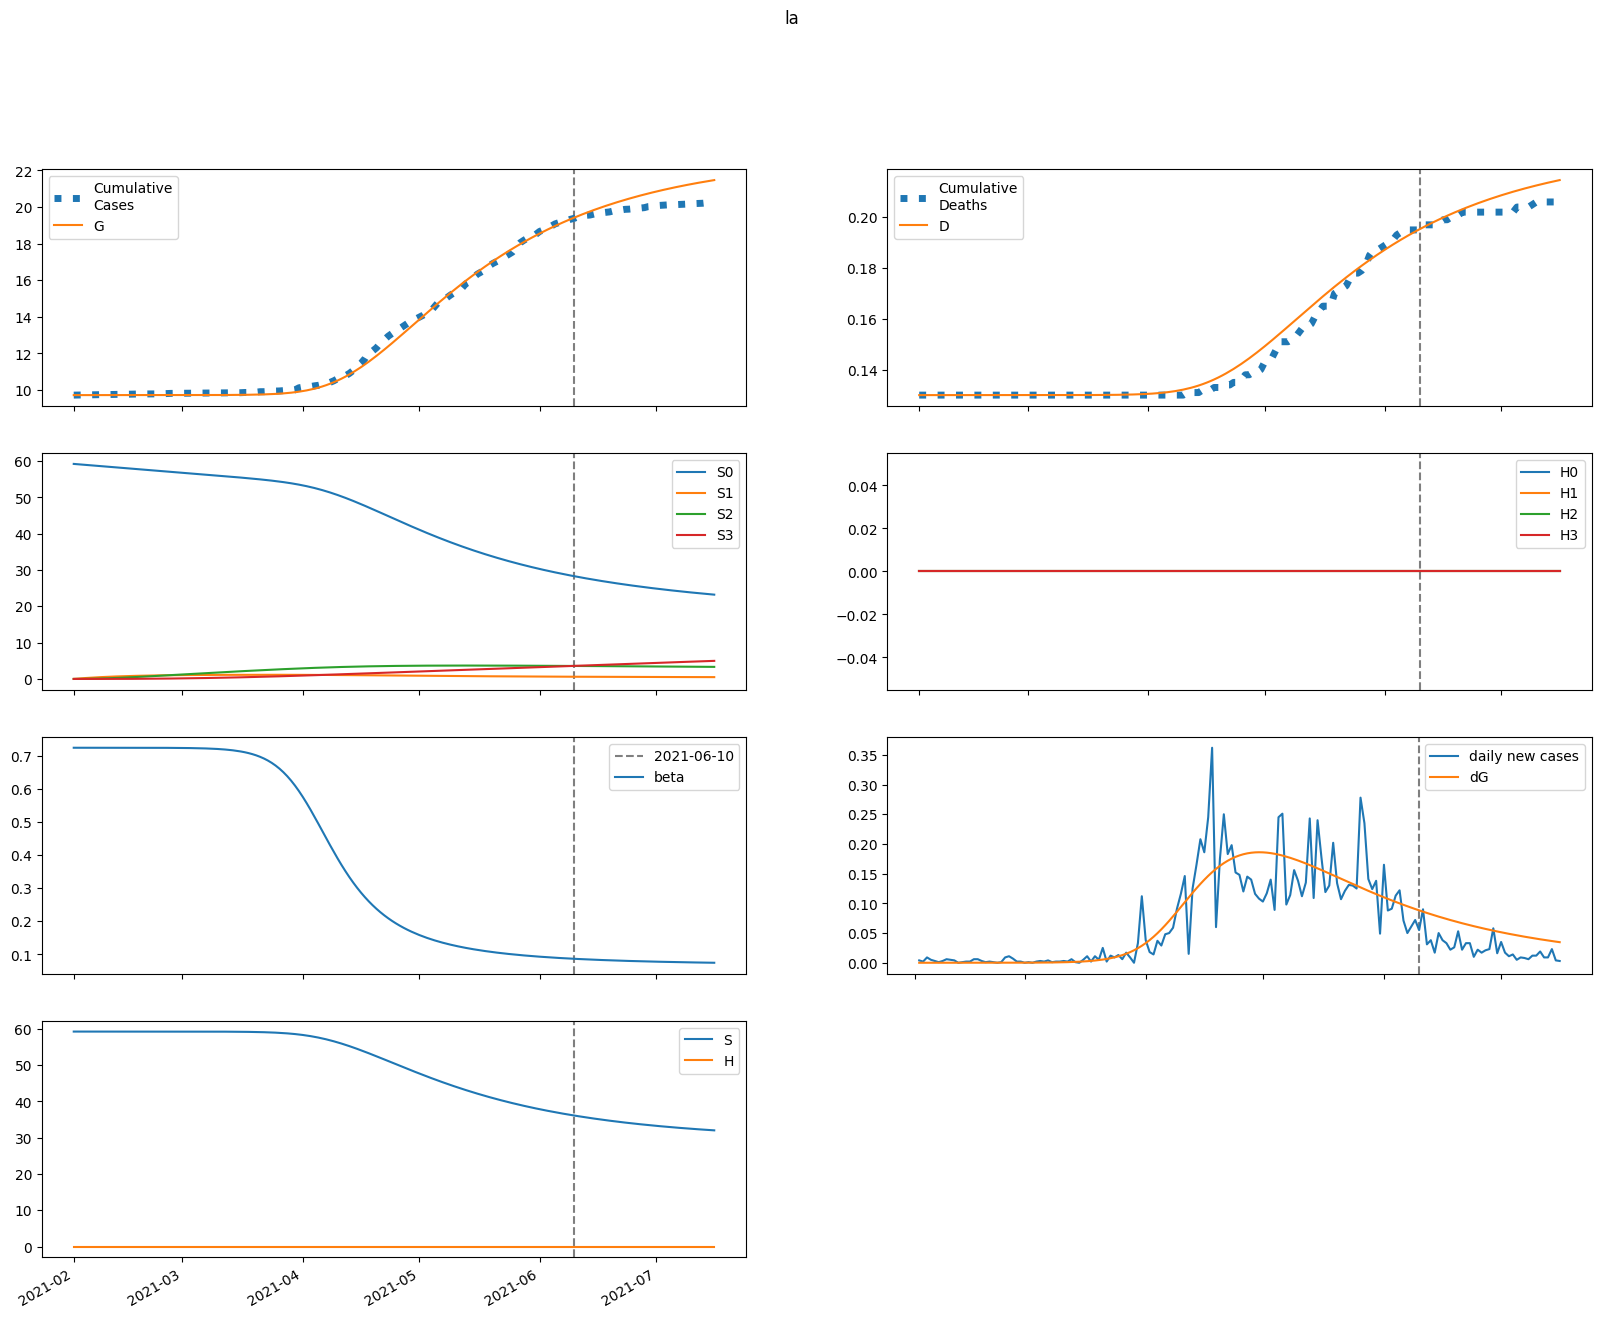 la
22
20
18
16
14
12
10
Cumulative
Cases
G
0.20
0.18
0.16
0.14
Cumulative
Deaths
D
60
50
40
30
20
10
0
S0
S1
S2
S3
0.04
0.02
0.00
−0.02
−0.04
H0
H1
H2
H3
0.7
0.6
0.5
0.4
0.3
0.2
0.1
2021-06-10
beta
0.35
0.30
0.25
0.20
0.15
0.10
0.05
0.00
daily new cases
dG
60
50
40
30
20
10
0
S
H
2021-02
2021-03
2021-04
2021-05
2021-06
2021-07